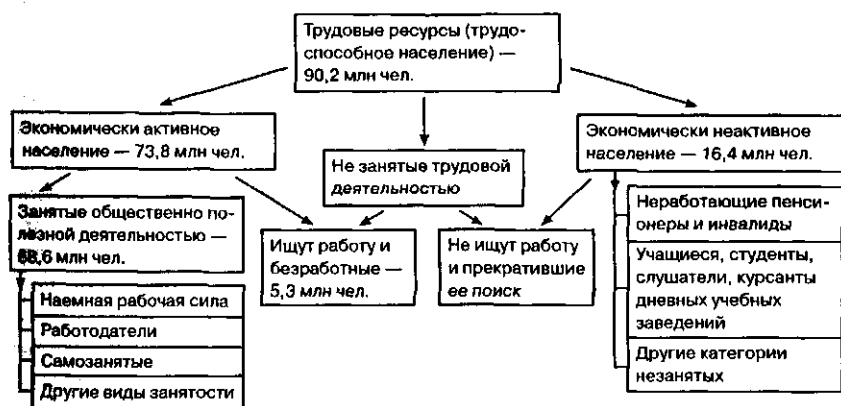 Трудовые ресурсы (трудо-
способное население) —
90,2 млн чел.
Экономически активное
население — 73,8 млн чел.
Экономически неактивное
население — 16,4 млн чел.
Не занятые трудовой
деятельностью
Занятые общественно по-
лезной деятельностью —
68,6 млн чел.
Ищут работу и
безработные —
5,3 млн чел.
Не ищут работу
и прекратившие
ее поиск
Неработающие пенси-
онеры и инвалиды
Учащиеся, студенты,
слушатели, курсанты
дневных учебных
заведений
Другие категории
незанятых
Наемная рабочая сила
Работодатели
Самозанятые
Другие виды занятости